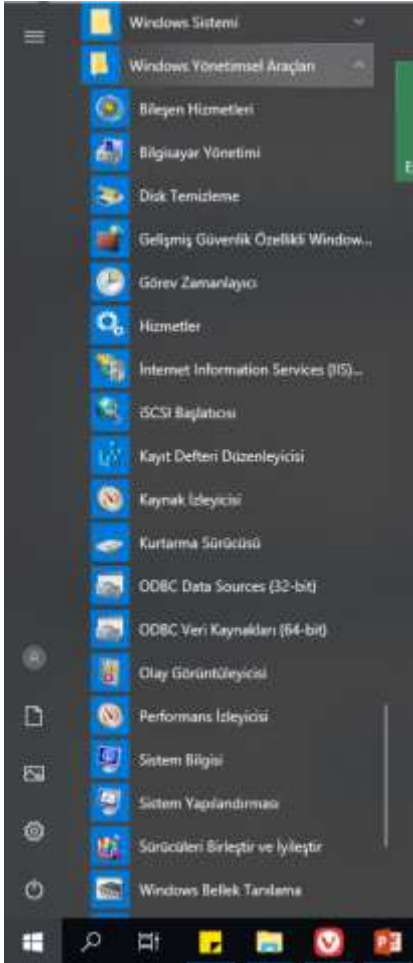 Windows Sistemi
Windows Yönetimsel Araçları
Bileşen Hizmetleri
Bilgisayar Yönetimi
Disk Temizleme
Gelişmiş Güvenlik Özellikli Window...
Görev Zamanlayıcı
Hizmetler
Internet Information Services (IIS)...
iSCSI Başlatıcısı
Kayıt Defteri Düzenleyicisi
Kaynak İzleyicisi
Kurtarma Sürücüsü
ODBC Data Sources (32-bit)
ODBC Veri Kaynakları (64-bit)
Olay Görüntüleyicisi
Performans İzleyicisi
Sistem Bilgisi
Sistem Yapılandırması
Sürücüleri Birleştir ve İyileştir
Windows Bellek Tanılama